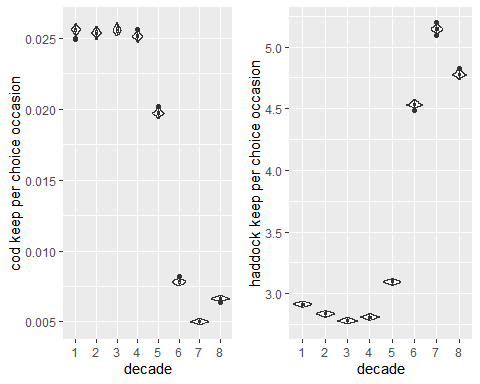 cod keep per choice occasion
0.025
0.020
0.015
0.010
0.005
1 2 3 4 5 6 7 8
decade
haddock keep per choice occasion
5.0
4.5
4.0
3.5
3.0
1 2 3 4 5 6 7 8
decade